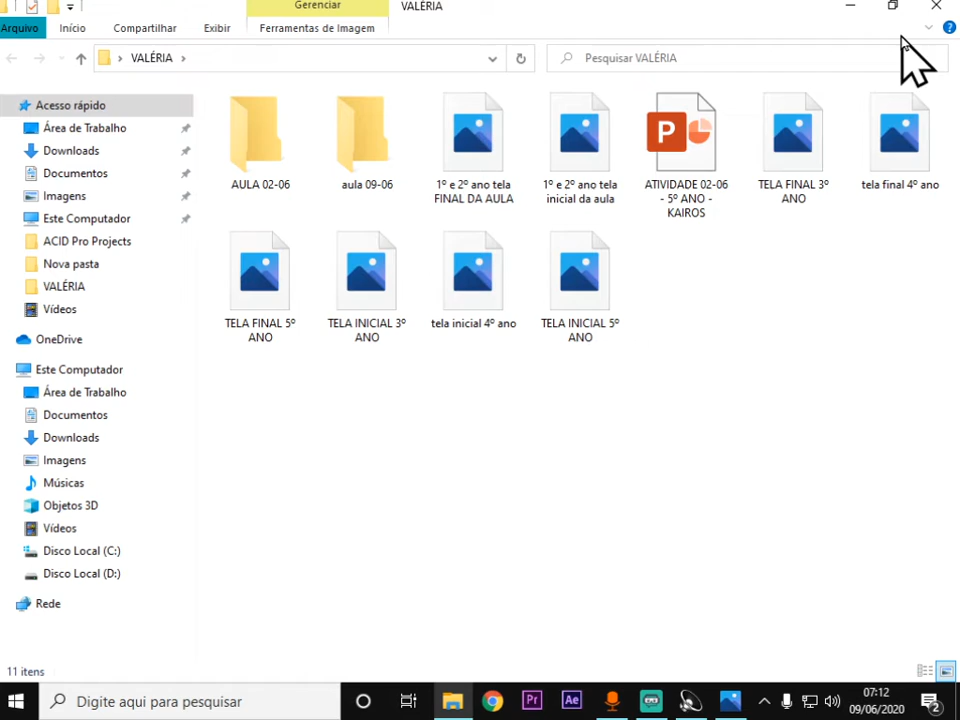 Gerenciar
VALÉRIA
Arquivo
Início
Compartilhar
Exibir
Ferramentas de Imagem
VALÉRIA
Pesquisar VALÉRIA
Acesso rápido
Área de Trabalho
Downloads
Documentos
Imagens
Este Computador
ACID Pro Projects
Nova pasta
VALÉRIA
Vídeos
OneDrive
Este Computador
Área de Trabalho
Documentos
Downloads
Imagens
Músicas
Objetos 3D
Vídeos
Disco Local (C:)
Disco Local (D:)
Rede
AULA 02-06
aula 09-06
1º e 2º ano tela
FINAL DA AULA
1º e 2º ano tela
inicial da aula
ATIVIDADE 02-06
- 5º ANO -
KAIROS
TELA FINAL 3º
ANO
tela final 4º ano
TELA FINAL 5º
ANO
TELA INICIAL 3º
ANO
tela inicial 4º ano
TELA INICIAL 5º
ANO
11 itens
Digite aqui para pesquisar
Pr
Ae
07:12
09/06/2020
2